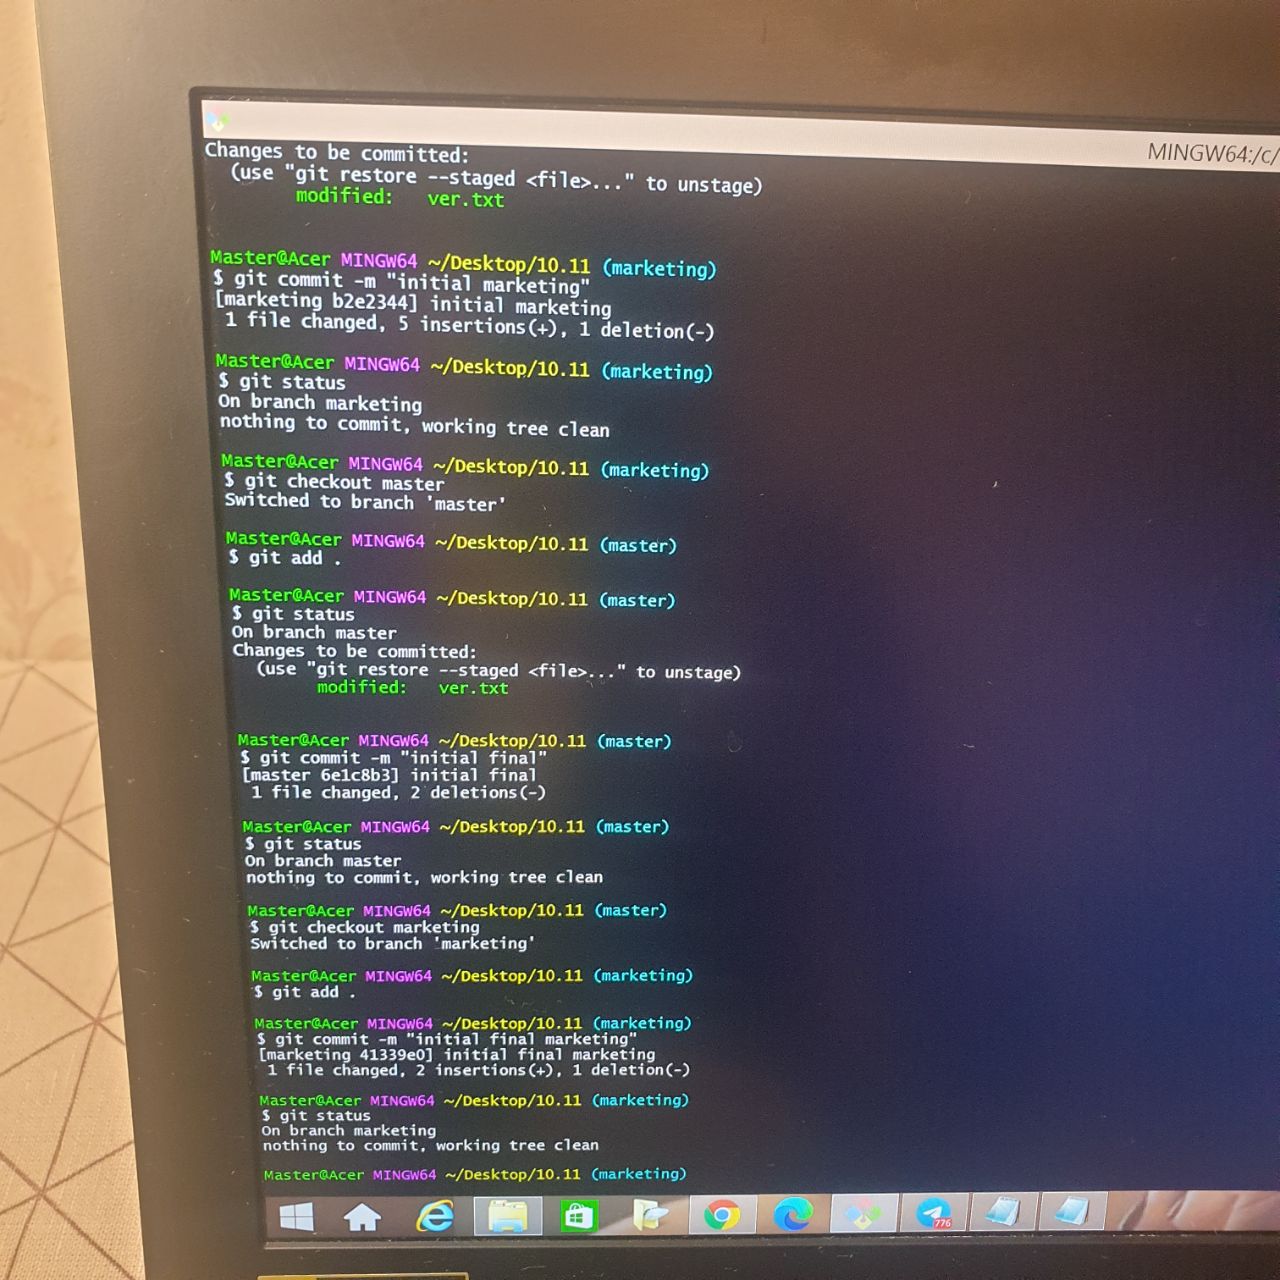 MINGW64:/c/
Changes to be committed:
(use "git restore --staged <file>..." to unstage)
modified: ver.txt
Master@Acer MINGW64 ~/Desktop/10.11 (marketing)
$ git commit -m "initial marketing"
[marketing b2e2344] initial marketing
1 file changed, 5 insertions(+), 1 deletion(-)
Master@Acer MINGW64 ~/Desktop/10.11 (marketing)
$ git status
On branch marketing
nothing to commit, working tree clean
Master@Acer MINGW64 ~/Desktop/10.11 (marketing)
$ git checkout master
Switched to branch 'master'
Master@Acer MINGW64 ~/Desktop/10.11 (master)
$ git add .
Master@Acer MINGW64 ~/Desktop/10.11 (master)
$ git status
On branch master
Changes to be committed:
(use "git restore --staged <file>..." to unstage)
modified: ver.txt
Master@Acer MINGW64 ~/Desktop/10.11 (master)
$ git commit -m "initial final"
[master 6e1c8b3] initial final
1 file changed, 2 deletions(-)
Master@Acer MINGW64 ~/Desktop/10.11 (master)
$ git status
On branch master
nothing to commit, working tree clean
Master@Acer MINGW64 ~/Desktop/10.11 (master)
$ git checkout marketing
Switched to branch 'marketing'
Master@Acer MINGW64 ~/Desktop/10.11 (marketing)
$ git add .
Master@Acer MINGW64 ~/Desktop/10.11 (marketing)
$ git commit -m "initial final marketing"
[marketing 41339e0] initial final marketing
1 file changed, 2 insertions(+), 1 deletion(-)
Master@Acer MINGW64 ~/Desktop/10.11 (marketing)
$ git status
On branch marketing
nothing to commit, working tree clean
Master@Acer MINGW64 ~/Desktop/10.11 (marketing)
776